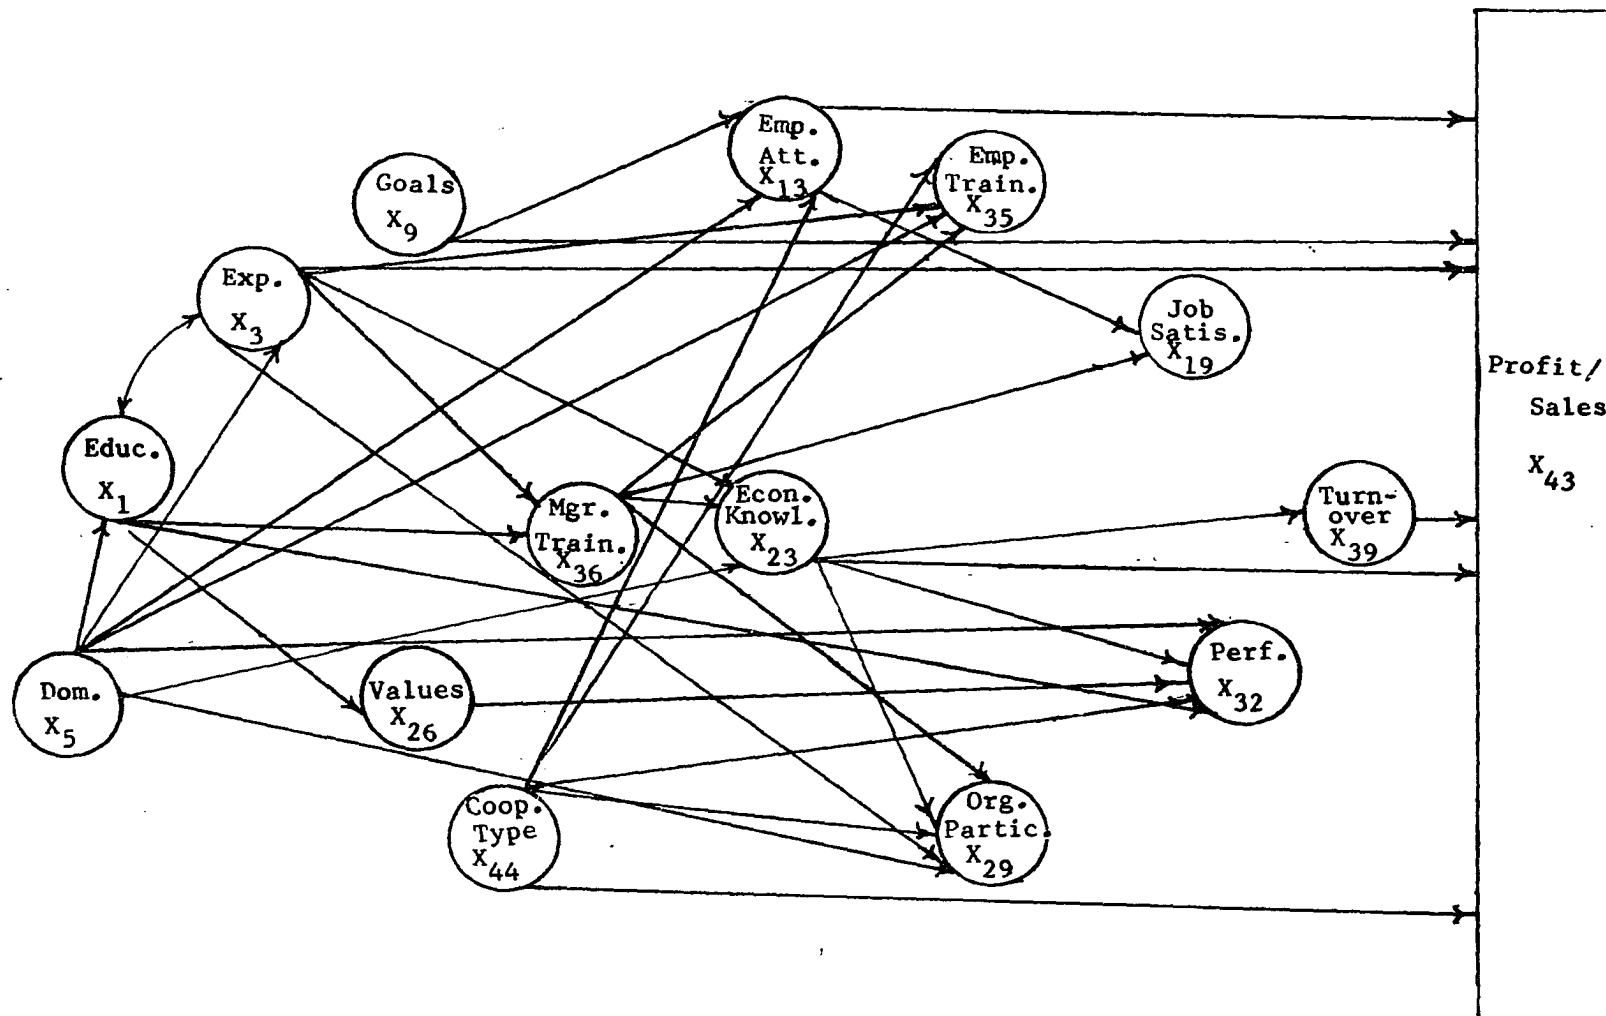 Emp.
Att.
X13
Emp.
Train.
X35
Goals
X9
Exp.
X3
Job
Satis.
X19
Profit/
Sales
X43
Educ.
X1
Mgr.
Train.
X36
Econ.
Knowl.
X23
Turn-
over
X39
Dom.
X5
Values
X26
Perf.
X32
Coop.
Type
X44
Org.
Partic.
X29